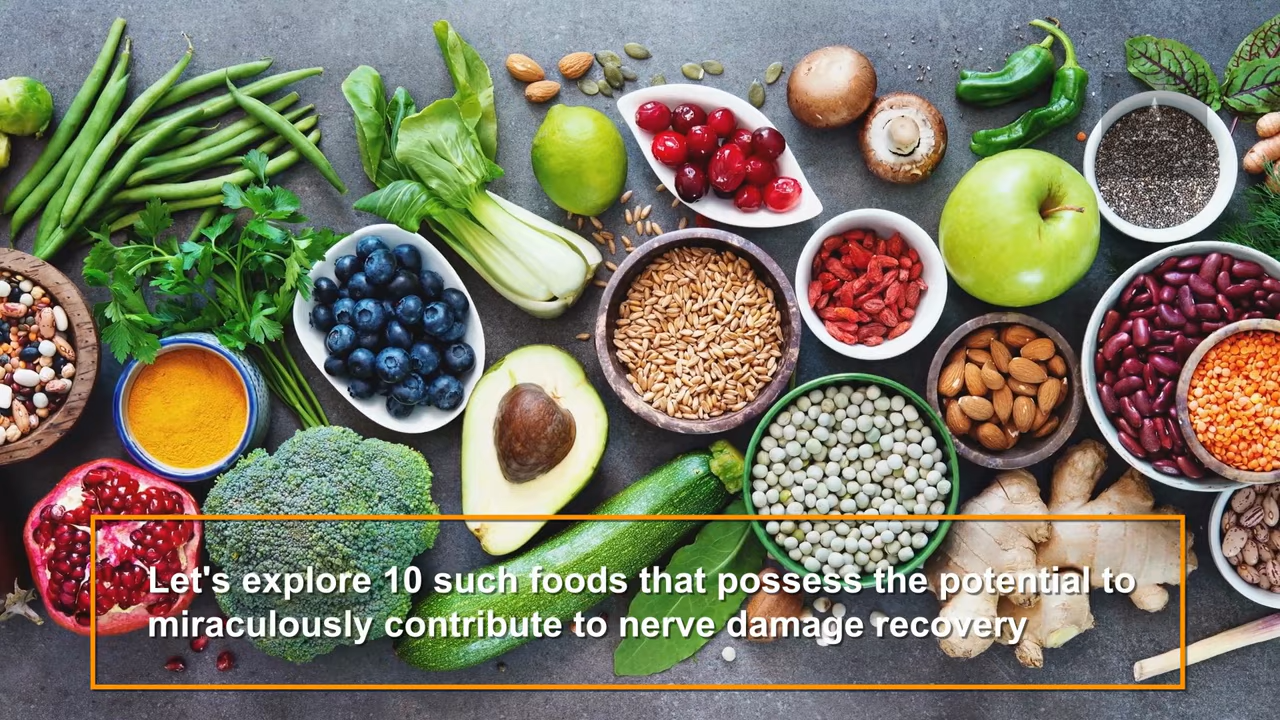 Let's explore 10 such foods that possess the potential to
miraculously contribute to nerve damage recovery